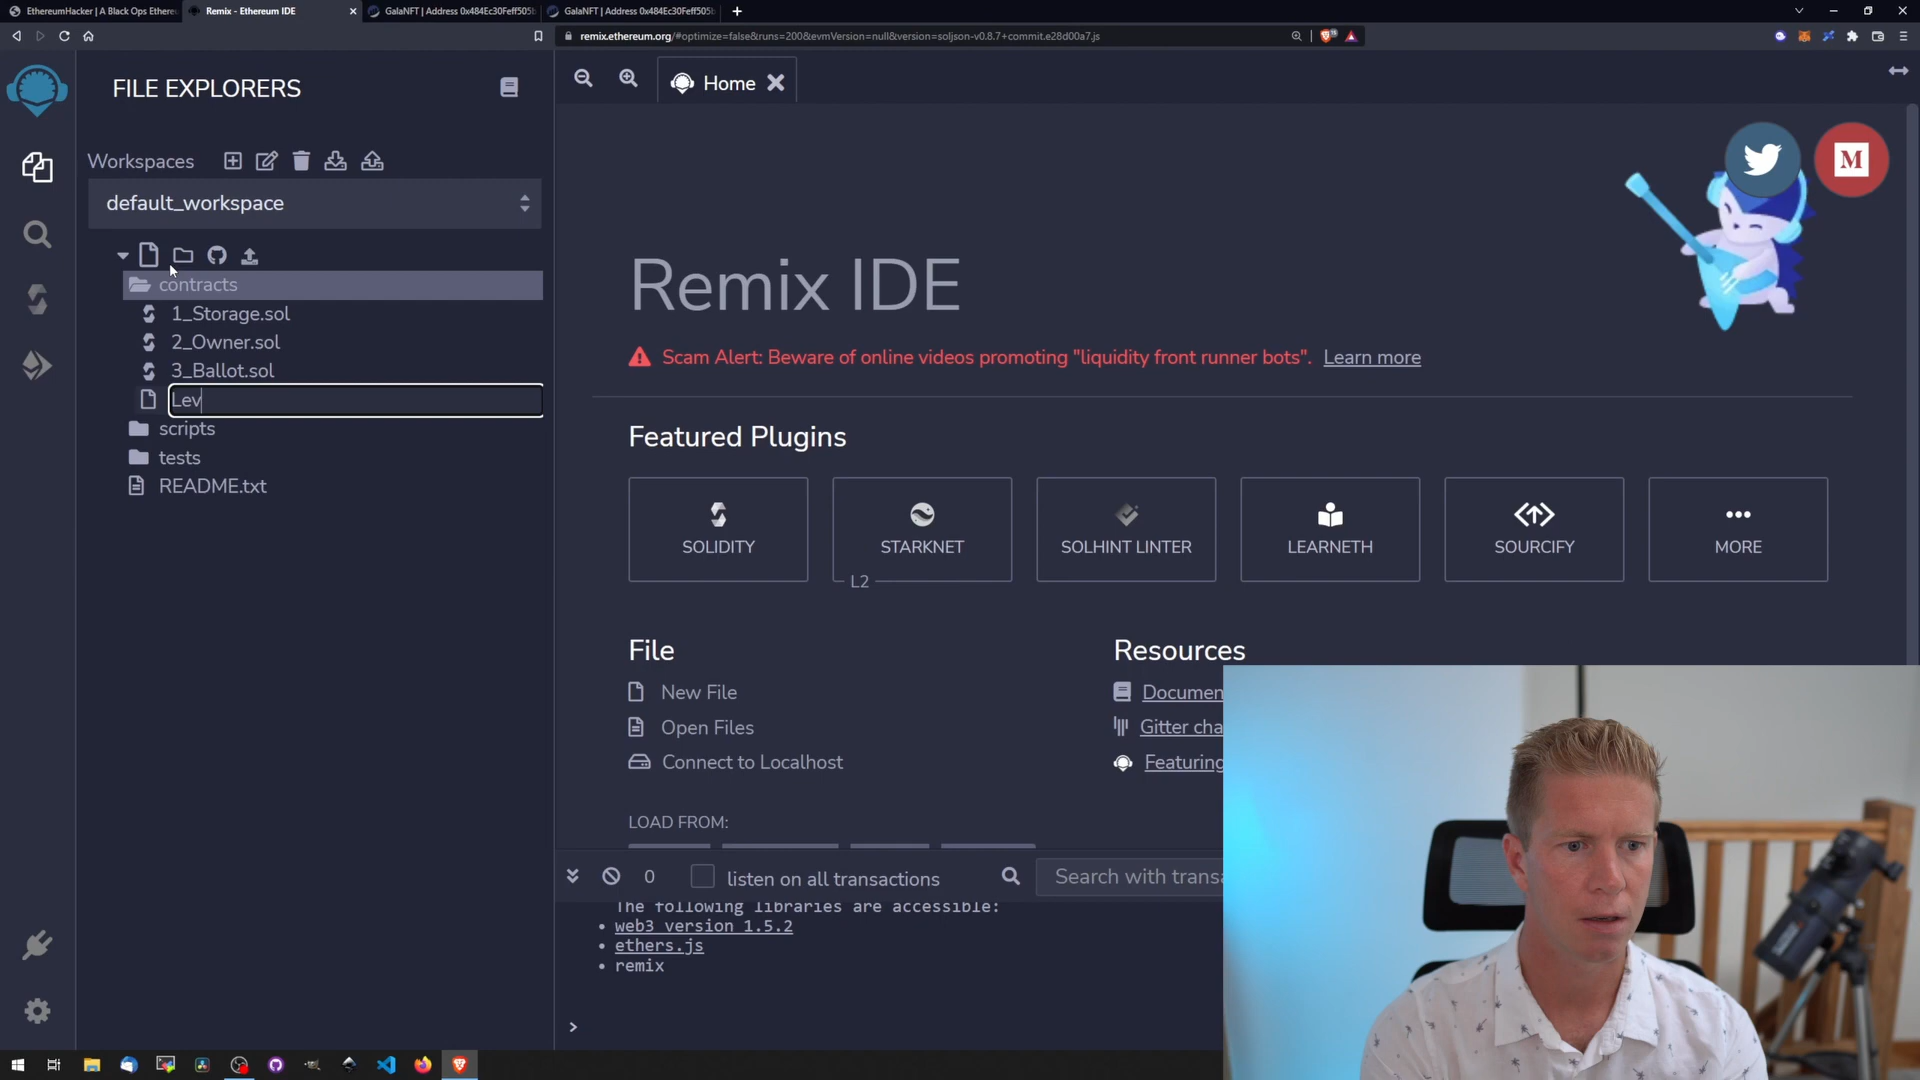 EthereumHacker | A Black Ops Ethere
Remix - Ethereum IDE
GalaNFT | Address 0x484Ec30Feff505b
GalaNFT | Address 0x484Ec30Feff505b
remix.ethereum.org/#optimize=false&runs=200&evmVersion=null&version=soljson-v0.8.7+commit.e28d00a7.js
FILE EXPLORERS
Workspaces
default_workspace
contracts
1_Storage.sol
2_Owner.sol
3_Ballot.sol
Lev
scripts
tests
README.txt
Home
M
Remix IDE
Scam Alert: Beware of online videos promoting "liquidity front runner bots". Learn more
Featured Plugins
SOLIDITY
STARKNET
L2
SOLHINT LINTER
LEARNETH
SOURCIFY
MORE
File
New File
Open Files
Connect to Localhost
LOAD FROM:
Resources
Documen
Gitter cha
Featuring
0
listen on all transactions
Search with transa
The following libraries are accessible:
• web3 version 1.5.2
• ethers.js
• remix
>